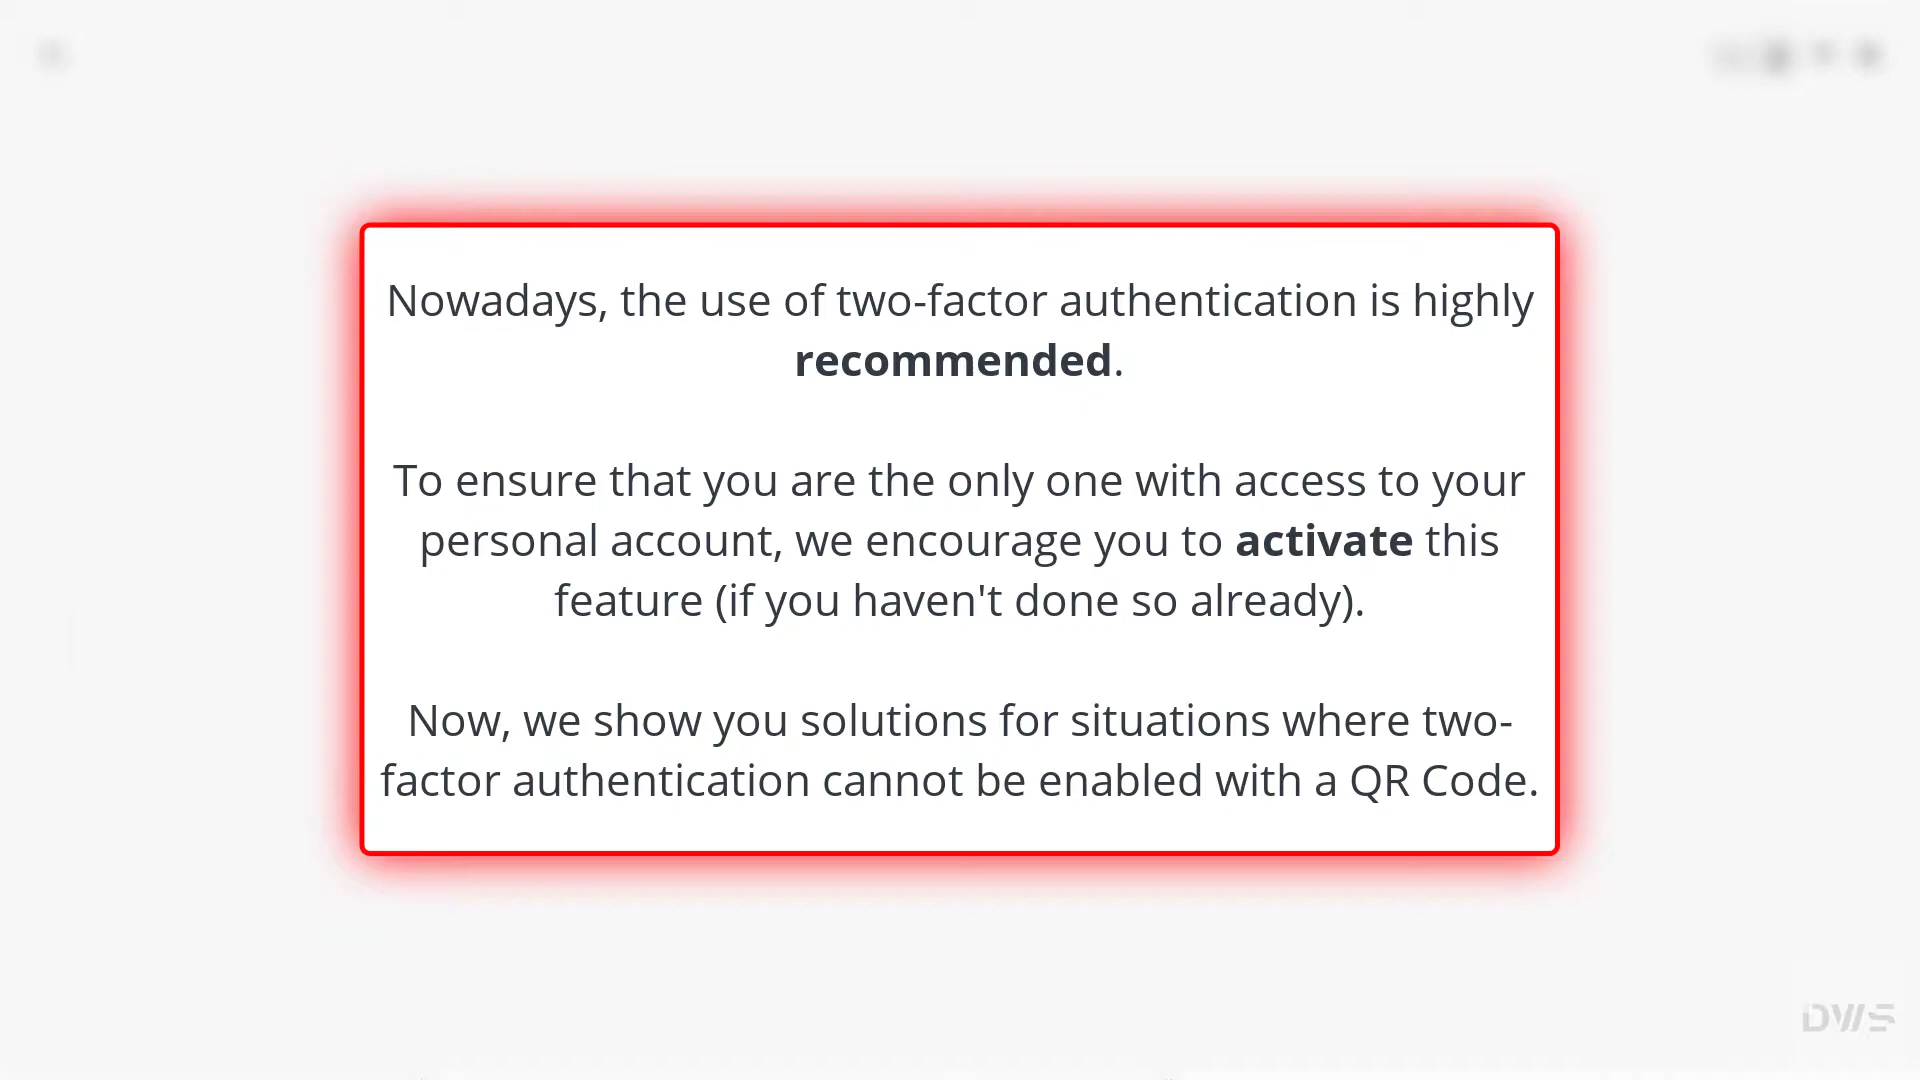 Nowadays, the use of two-factor authentication is highly
recommended.
To ensure that you are the only one with access to your
personal account, we encourage you to activate this
feature (if you haven't done so already).
Now, we show you solutions for situations where two-
factor authentication cannot be enabled with a QR Code.
DWS